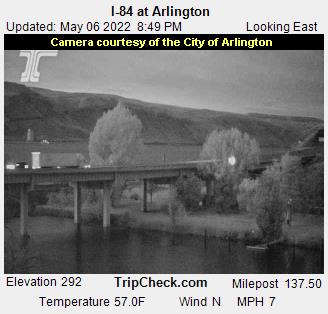 I-84 at Arlington
Updated: May 06 2022 8:49 PM Looking East
Camera courtesy of the City of Arlington
Elevation 292 TripCheck.com Milepost 137.50
Temperature 57.0F Wind N MPH 7